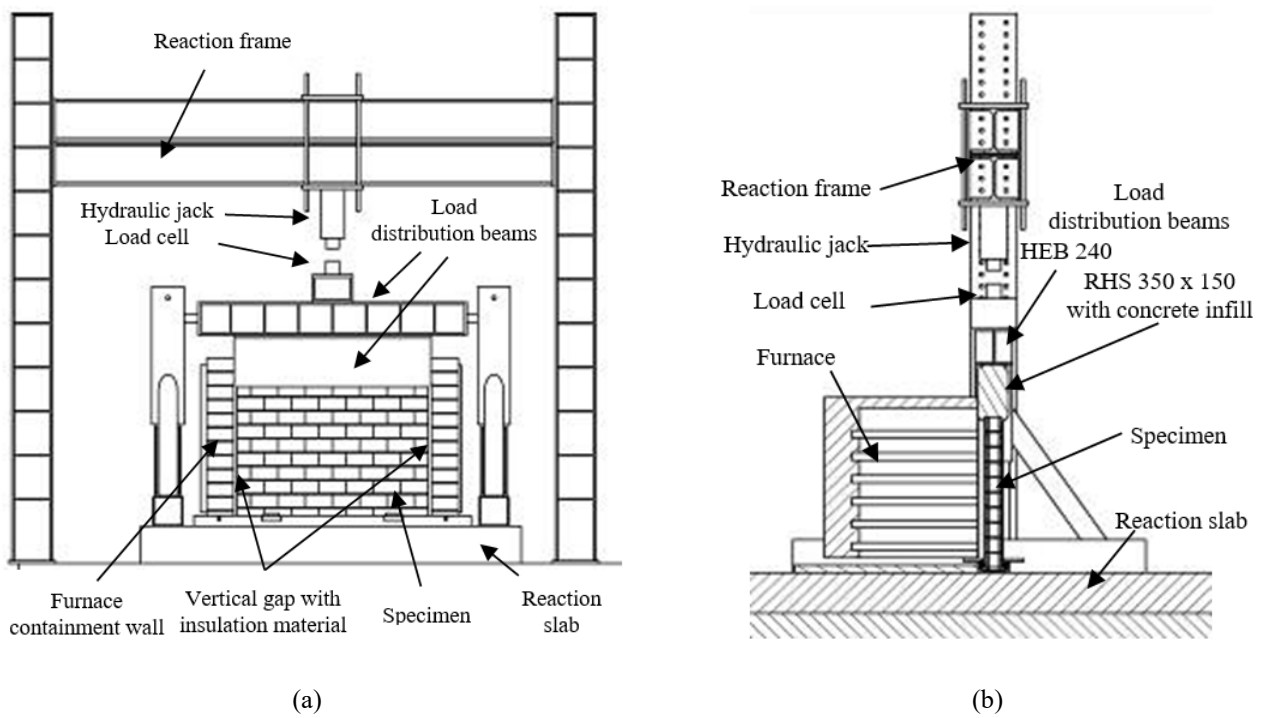 Reaction frame
Hydraulic jack
Load cell
Load
distribution beams
Furnace
containment wall
Vertical gap with
insulation material
Specimen
Reaction
slab
(a)
Reaction frame
Hydraulic jack
Load cell
Furnace
Load
distribution beams
HEB 240
RHS 350 x 150
with concrete infill
Specimen
Reaction slab
(b)